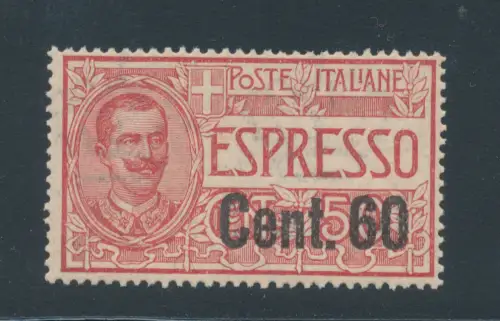 POSTE ITALIANE
ESPRESSO
Cent. 60